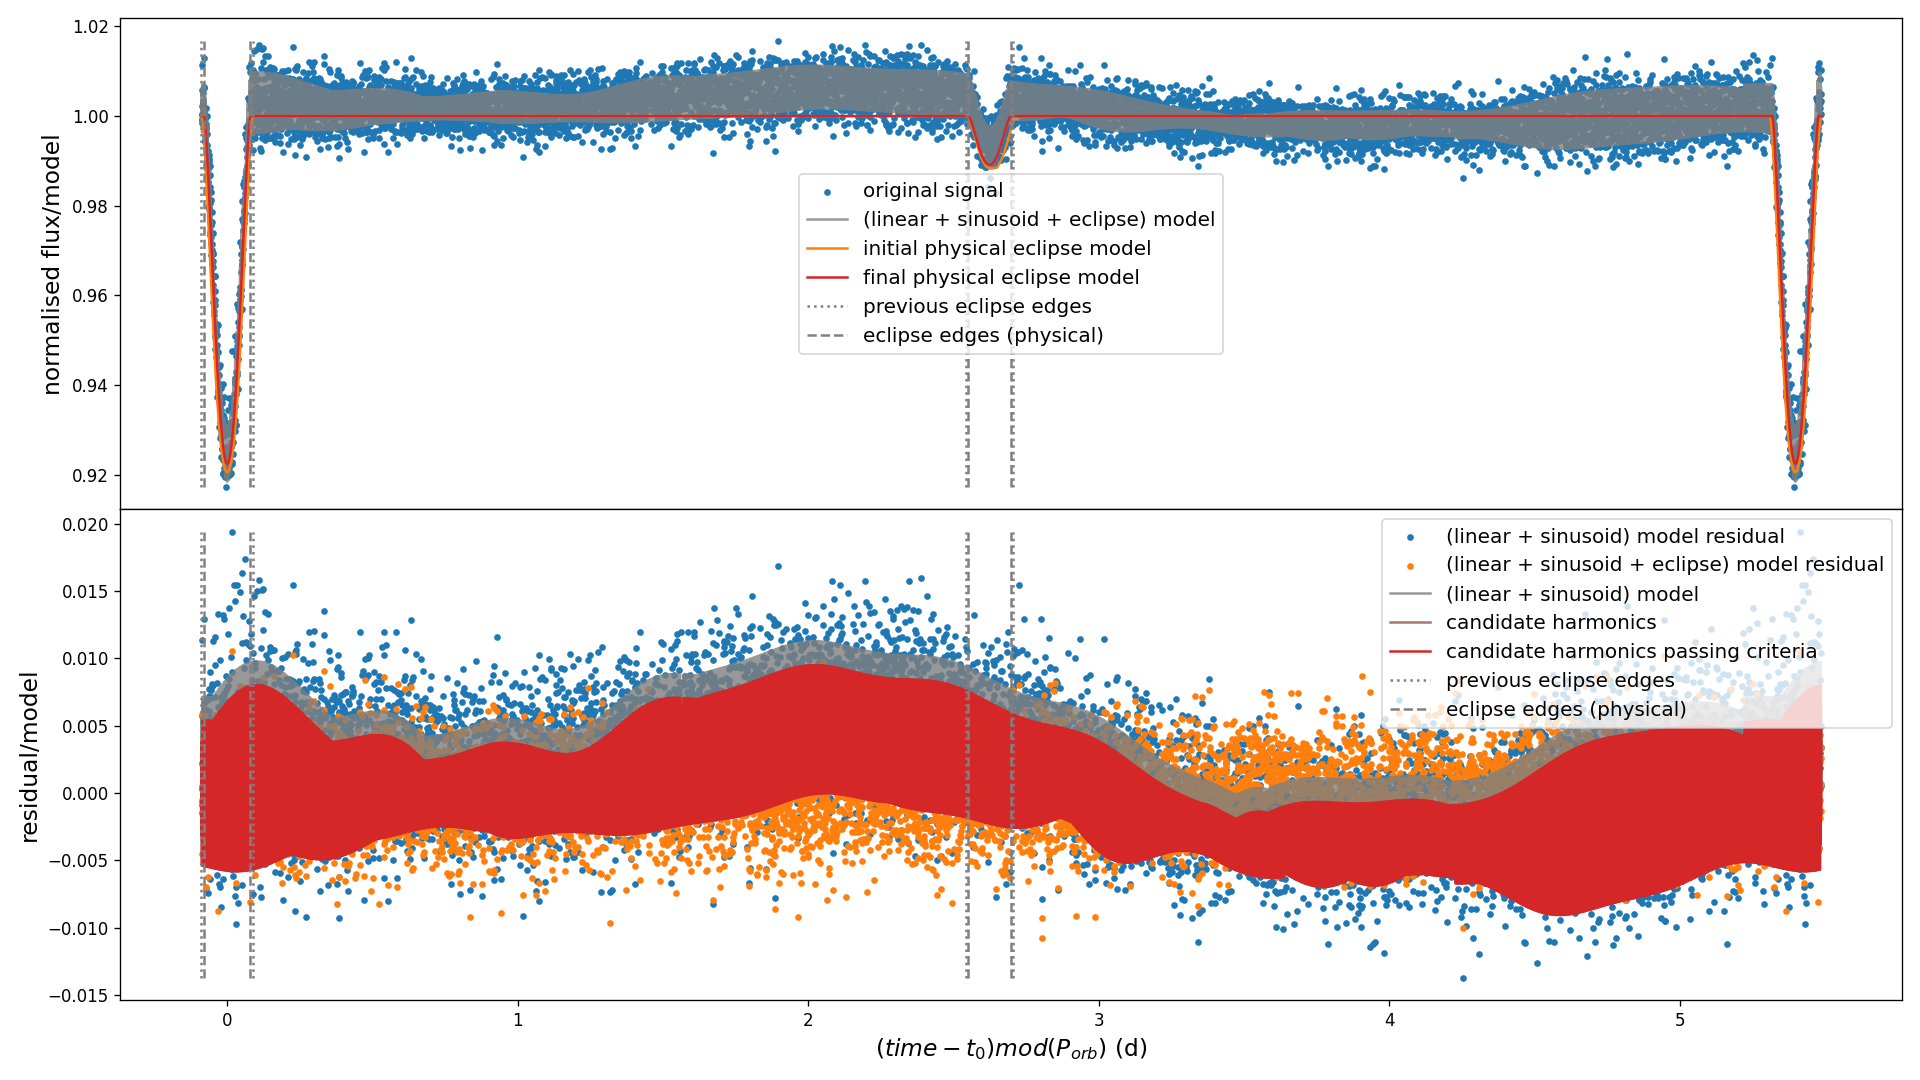 1.02
1.00
0.98
0.96
0.94
0.92
normalised flux/model
original signal
(linear + sinusoid + eclipse) model
initial physical eclipse model
final physical eclipse model
previous eclipse edges
eclipse edges (physical)
0.020
0.015
0.010
0.005
0.000
−0.005
−0.010
−0.015
residual/model
(linear + sinusoid) model residual
(linear + sinusoid + eclipse) model residual
(linear + sinusoid) model
candidate harmonics
candidate harmonics passing criteria
previous eclipse edges
eclipse edges (physical)
0 1 2 3 4 5
(time − t₀)mod(P_orb) (d)